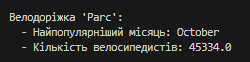 Велодоріжка 'Parc':
- Найпопулярніший місяць: October
- Кількість велосипедистів: 45334.0